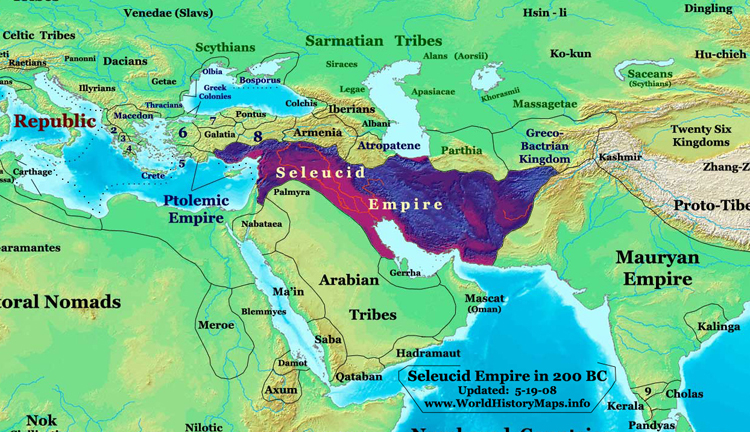 Venedae (Slavs)
Hsin - li
Dingling
Celtic Tribes
Scythians
Sarmatian Tribes
Raetians
Pannoni
Dacians
Alans (Aorsii)
Ko-kun
Hu-chieh
Siraces
Olbia
Bosporus
Illyrians
Getae
Greek
Colonies
Legae
Apasiacae
Khorasmii
Saceans
(Scythians)
Massagetae
Thracians
Macedon
Republic
Colchis
Iberians
Albani
Pontus
7
6
8
2
3
4
5
Galatia
Armenia
Atropatene
Parthia
Greco-
Bactrian
Kingdom
Twenty Six
Kingdoms
Kashmir
Zhang-Z
Carthage
Crete
Seleucid
Empire
Palmyra
Ptolemic
Empire
Proto-Tibe
Nabataea
aramantes
Gerrha
Mauryan
Empire
Arabian
Tribes
Ma'in
oral Nomads
Meroe
Blemmyes
Mascat
(Oman)
Kalinga
Saba
Hadramaut
Damot
Qataban
Axum
Seleucid Empire in 200 BC
Updated: 5-19-08
www.WorldHistoryMaps.info
9
Cholas
Kerala
Pandyas
Nok
Nilotic